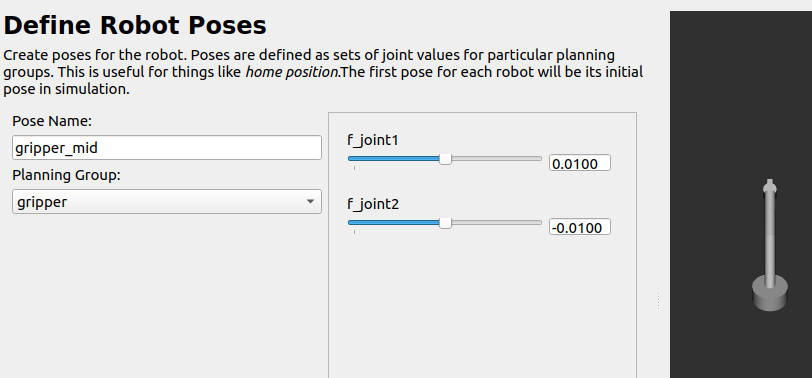 Define Robot Poses
Create poses for the robot. Poses are defined as sets of joint values for particular planning
groups. This is useful for things like home position.The first pose for each robot will be its initial
pose in simulation.
Pose Name:
gripper_mid
Planning Group:
gripper
f_joint1
0.0100
f_joint2
-0.0100